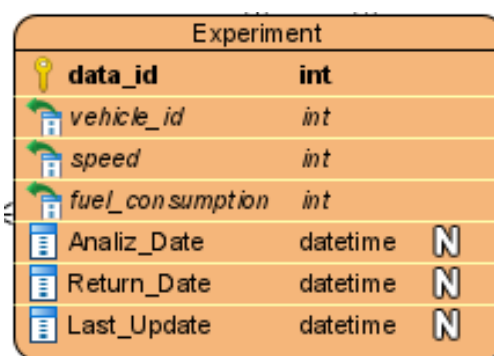 Experiment
data_id int
vehicle_id int
speed int
fuel_consumption int
Analiz_Date datetime N
Return_Date datetime N
Last_Update datetime N